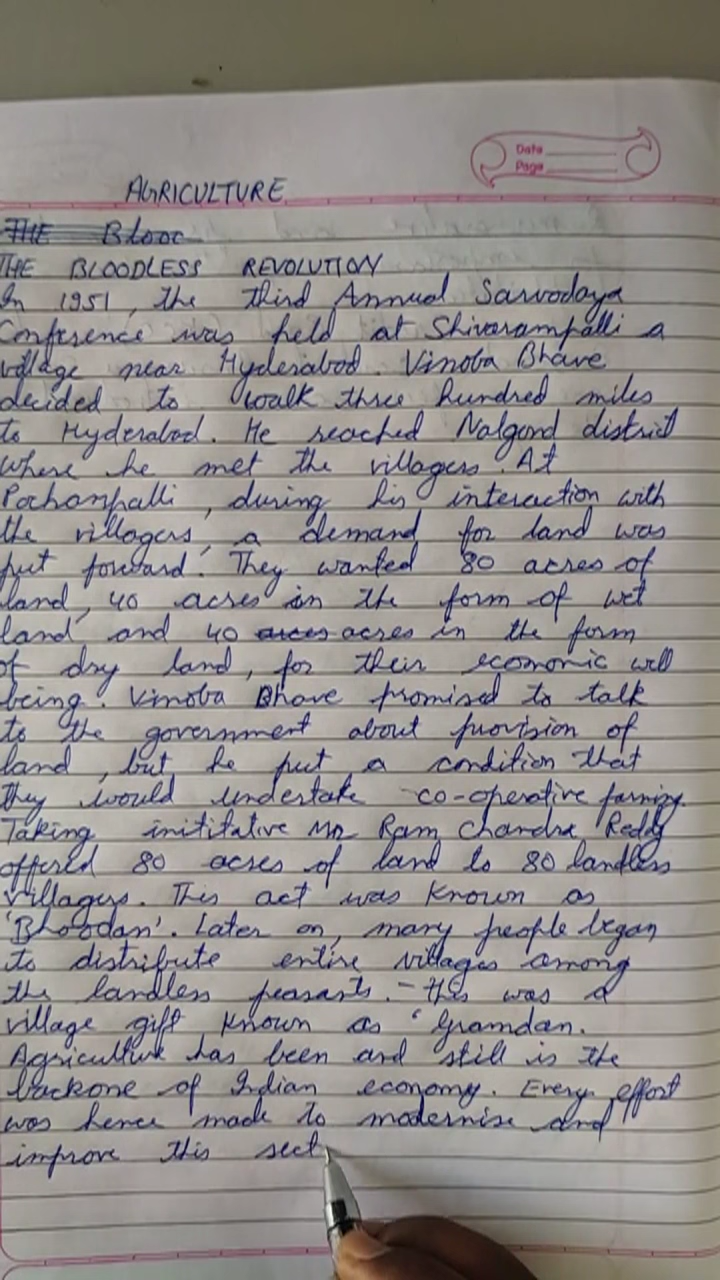 Date
Page
AGRICULTURE
THE Blooc
THE BLOODLESS REVOLUTION
In 1951, the third Annual Sarvodaya
Conference was held at Shivarampalli a
village near Hyderabad. Vinoba Bhave
decided to walk three hundred miles
to Hyderabad. He reached Nalgond district
where he met the villagers. At
Pochampalli, during his interaction with
the villagers, a demand for land was
put forward. They wanted 80 acres of
land, 40 acres in the form of wet
land and 40 acres in the form
of dry land, for their economic well
being. Vinoba Bhave promised to talk
to the government about provision of
land, but he put a condition that
they would undertake co-operative farming.
Taking inititative Mr Ram Chandra Reddy
offered 80 acres of land to 80 landless
villagers. This act was known as
'Bhoodan'. Later on, many people began
to distribute entire villages among
the landless peasants. - this was a
village gift known as 'Gramdan.
Agriculture has been and still is the
backone of Indian economy. Every effort
was hence made to modernise and
improve this sect